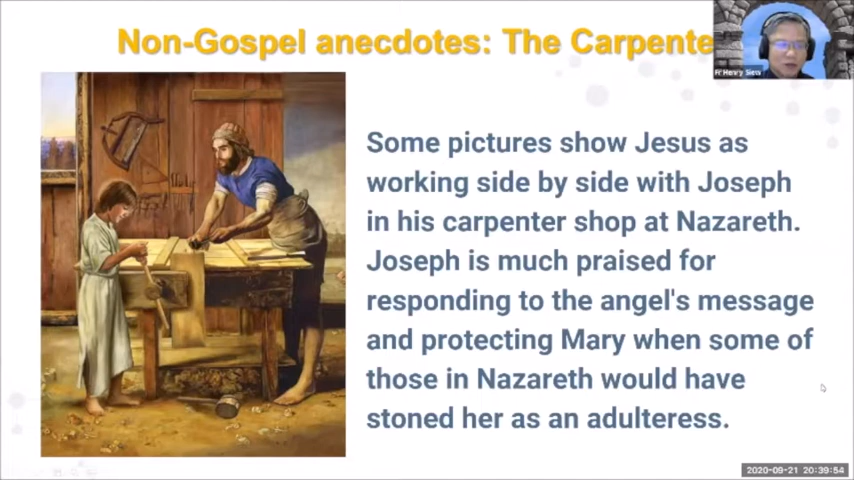 Non-Gospel anecdotes: The Carpente
Fr Henry Siew
Some pictures show Jesus as
working side by side with Joseph
in his carpenter shop at Nazareth.
Joseph is much praised for
responding to the angel's message
and protecting Mary when some of
those in Nazareth would have
stoned her as an adulteress.
2020-09-21 20:39:54